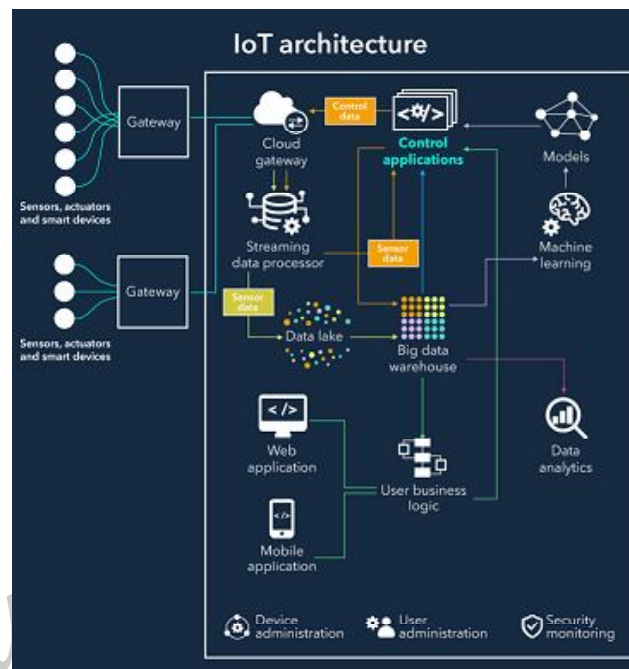 IoT architecture
Gateway
Sensors, actuators
and smart devices
Gateway
Sensors, actuators
and smart devices
Cloud
gateway
Control
data
</>
Control
applications
Models
Streaming
data processor
Sensor
data
Machine
learning
Sensor
data
Data lake
Big data
warehouse
</>
Web
application
User business
logic
Data
analytics
</>
Mobile
application
Device
administration
User
administration
Security
monitoring